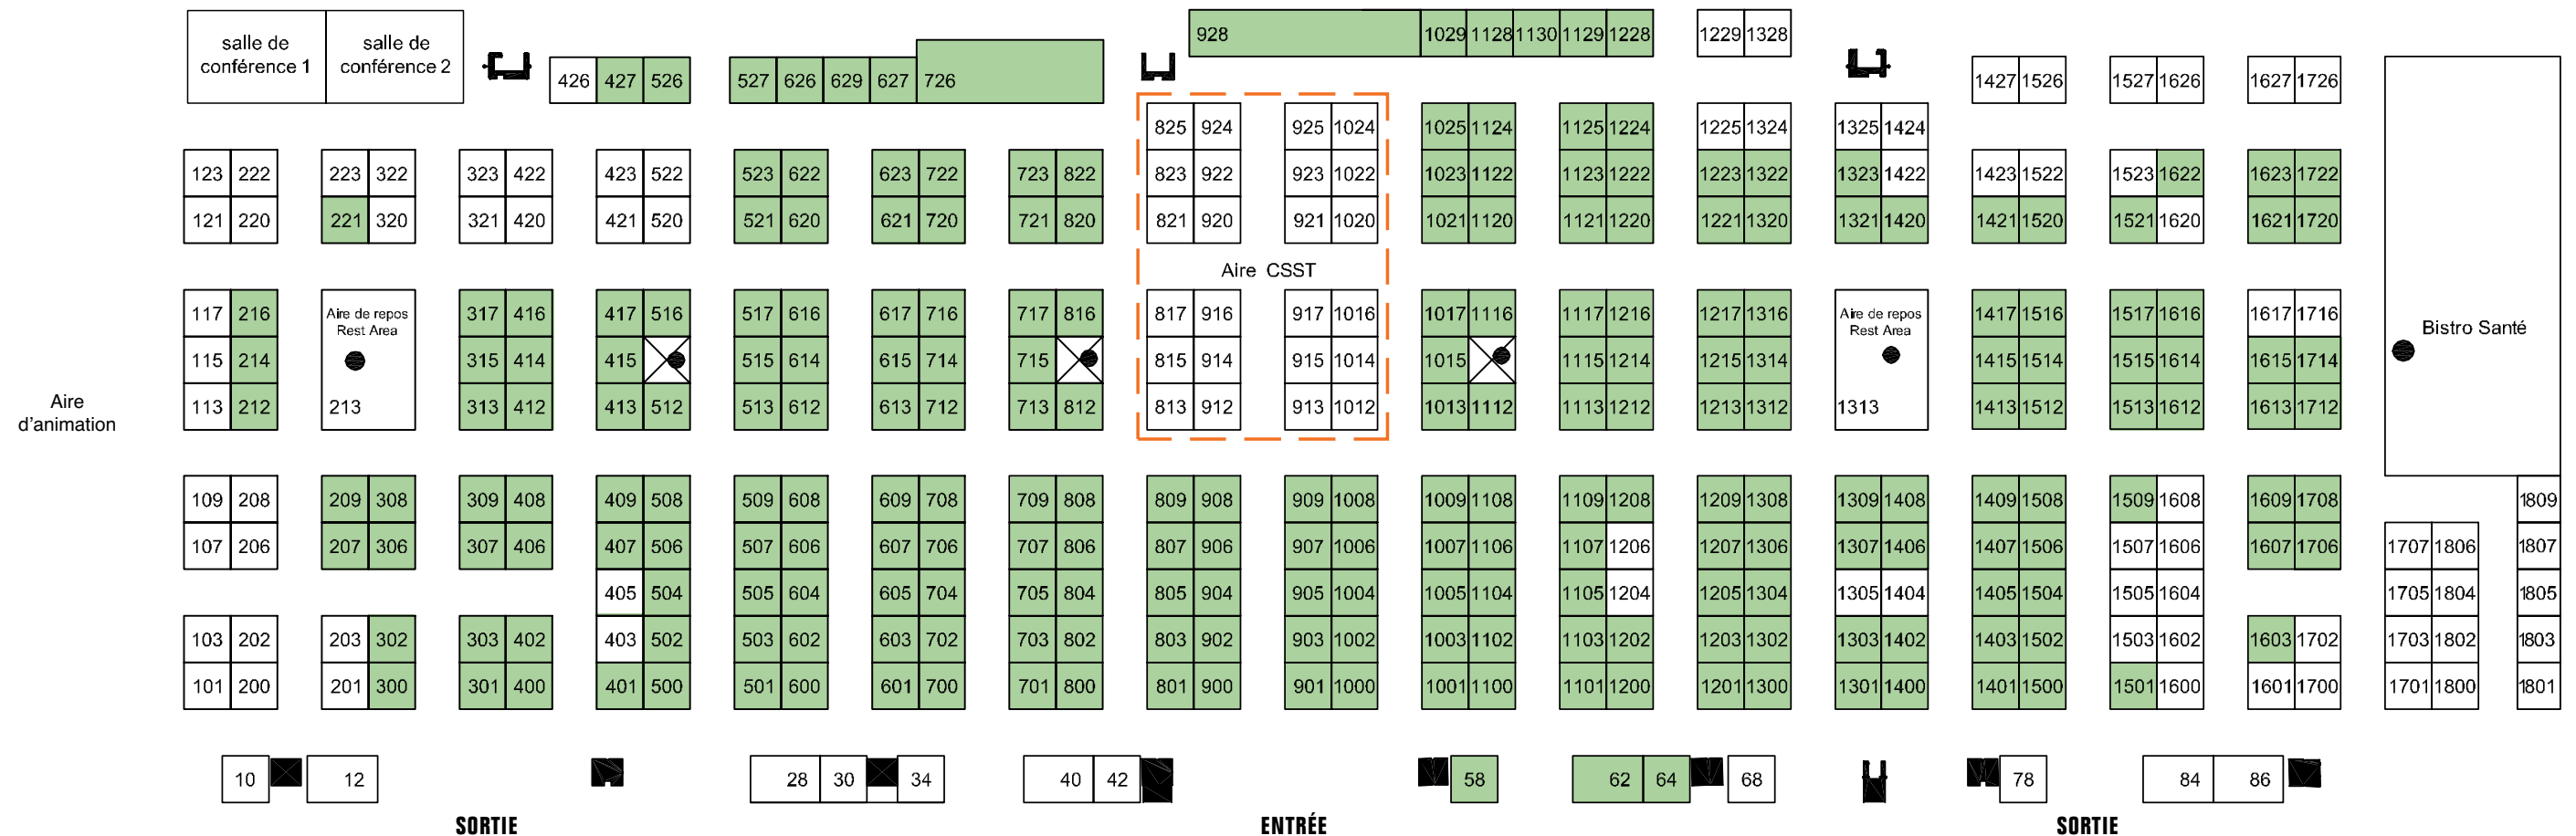 salle de
conférence 1
salle de
conférence 2
928 1029 1128 1130 1129 1228 1229 1328
426 427 526 527 626 629 627 726 1427 1526 1527 1626 1627 1726
825 924 925 1024 1025 1124 1125 1224 1225 1324 1325 1424
123 222 223 322 323 422 423 522 523 622 623 722 723 822 823 922 923 1022 1023 1122 1123 1222 1223 1322 1323 1422 1423 1522 1523 1622 1623 1722
121 220 221 320 321 420 421 520 521 620 621 720 721 820 821 920 921 1020 1021 1120 1121 1220 1221 1320 1321 1420 1421 1520 1521 1620 1621 1720
Aire CSST
117 216 Aire de repos 317 416 417 516 517 616 617 716 717 816 817 916 917 1016 1017 1116 1117 1216 1217 1316 Aire de repos 1417 1516 1517 1616 1617 1716
Rest Area Rest Area Bistro Santé
115 214 315 414 415 515 614 615 714 715 815 914 915 1014 1015 1115 1214 1215 1314 1415 1514 1515 1614 1615 1714
Aire
d'animation
113 212 213 313 412 413 512 513 612 613 712 713 812 813 912 913 1012 1013 1112 1113 1212 1213 1312 1313 1413 1512 1513 1612 1613 1712
109 208 209 308 309 408 409 508 509 608 609 708 709 808 809 908 909 1008 1009 1108 1109 1208 1209 1308 1309 1408 1409 1508 1509 1608 1609 1708 1809
107 206 207 306 307 406 407 506 507 606 607 706 707 806 807 906 907 1006 1007 1106 1107 1206 1207 1306 1307 1406 1407 1506 1507 1606 1607 1706 1707 1806 1807
405 504 505 604 605 704 705 804 805 904 905 1004 1005 1104 1105 1204 1205 1304 1305 1404 1405 1504 1505 1604 1705 1804 1805
103 202 203 302 303 402 403 502 503 602 603 702 703 802 803 902 903 1002 1003 1102 1103 1202 1203 1302 1303 1402 1403 1502 1503 1602 1603 1702 1703 1802 1803
101 200 201 300 301 400 401 500 501 600 601 700 701 800 801 900 901 1000 1001 1100 1101 1200 1201 1300 1301 1400 1401 1500 1501 1600 1601 1700 1701 1800 1801
10 12 28 30 34 40 42 58 62 64 68 78 84 86
SORTIE ENTRÉE SORTIE